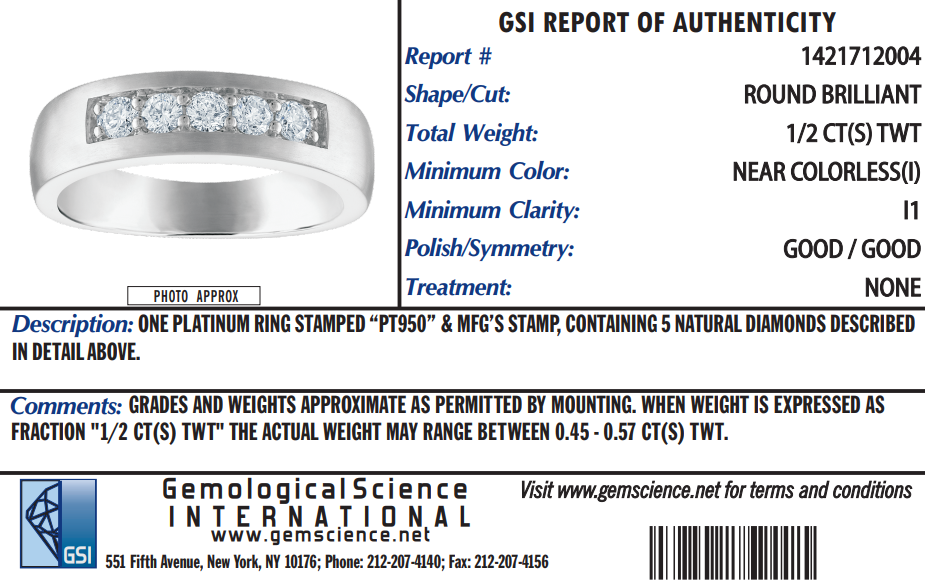 GSI REPORT OF AUTHENTICITY
Report # 1421712004
Shape/Cut: ROUND BRILLIANT
Total Weight: 1/2 CT(S) TWT
Minimum Color: NEAR COLORLESS(I)
Minimum Clarity: I1
Polish/Symmetry: GOOD / GOOD
Treatment: NONE
PHOTO APPROX
Description: ONE PLATINUM RING STAMPED “PT950” & MFG’S STAMP, CONTAINING 5 NATURAL DIAMONDS DESCRIBED
IN DETAIL ABOVE.
Comments: GRADES AND WEIGHTS APPROXIMATE AS PERMITTED BY MOUNTING. WHEN WEIGHT IS EXPRESSED AS
FRACTION "1/2 CT(S) TWT" THE ACTUAL WEIGHT MAY RANGE BETWEEN 0.45 - 0.57 CT(S) TWT.
GSI
GemologicalScience
INTERNATIONAL
www.gemscience.net
551 Fifth Avenue, New York, NY 10176; Phone: 212-207-4140; Fax: 212-207-4156
Visit www.gemscience.net for terms and conditions